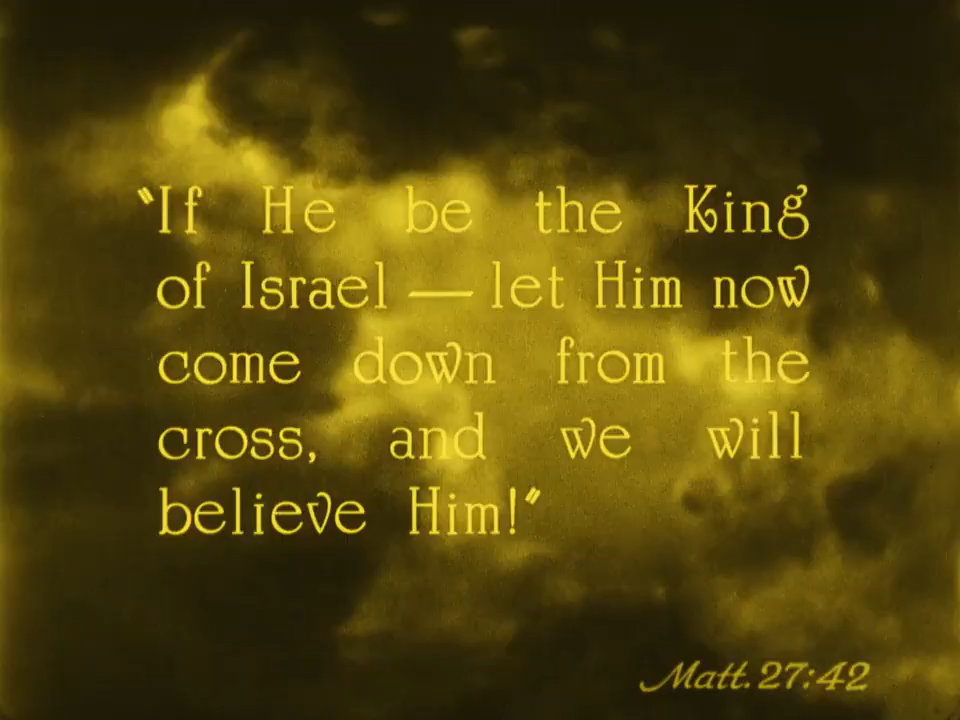 "If He be the King
of Israel — let Him now
come down from the
cross, and we will
believe Him!"
Matt. 27:42